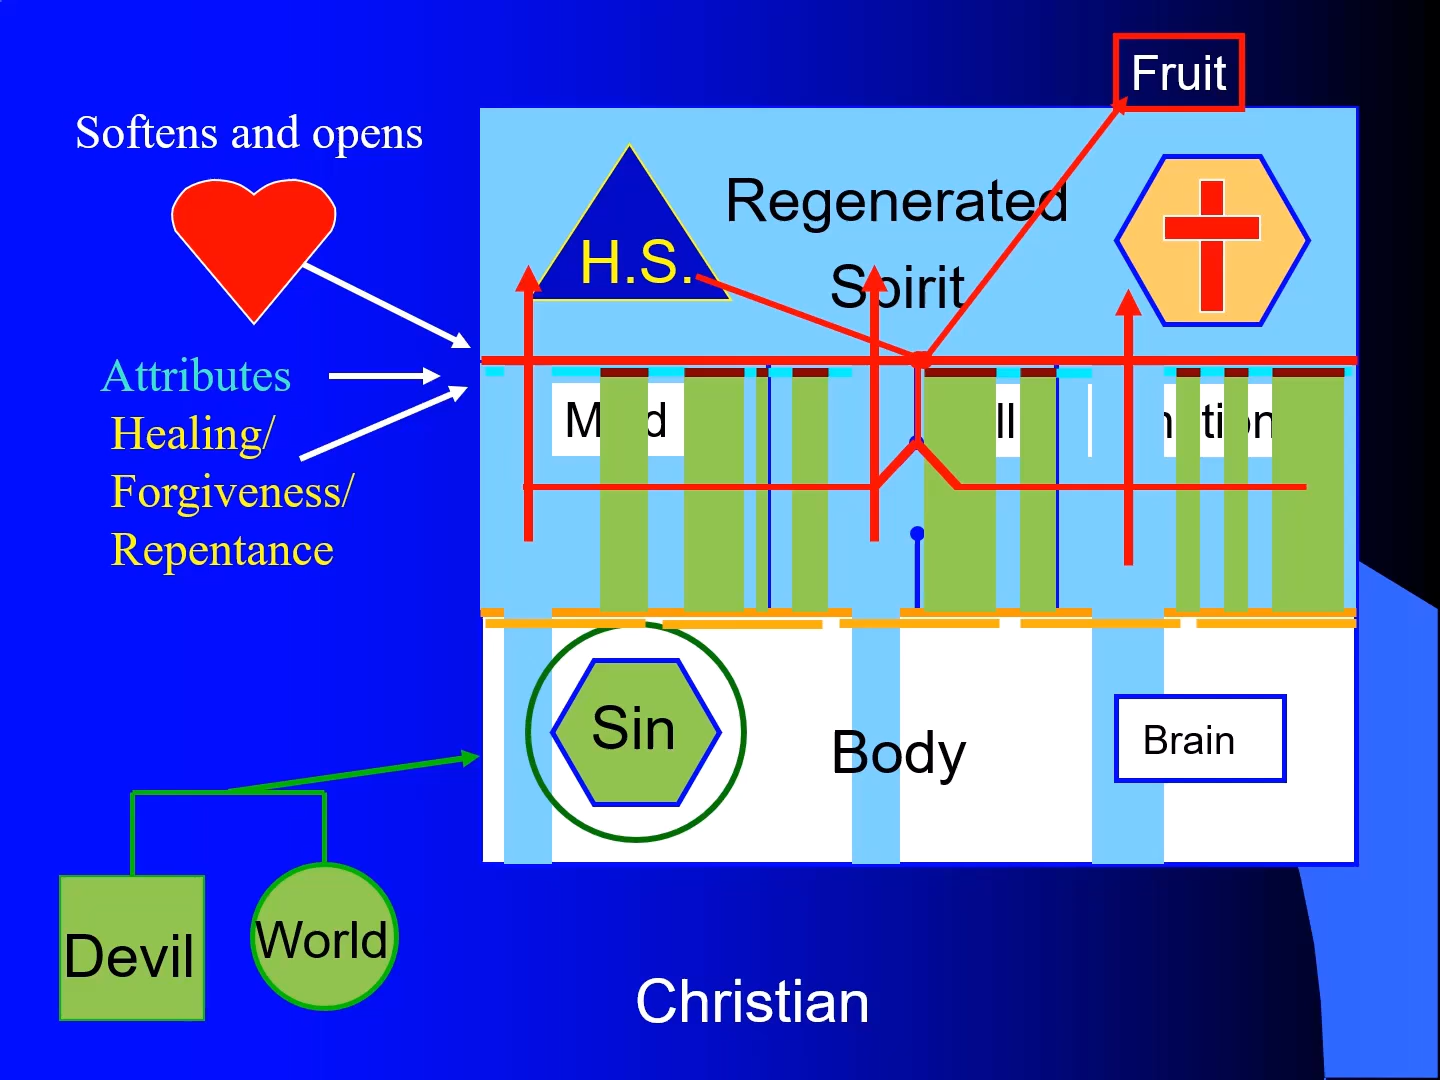 Fruit
Softens and opens
Regenerated
Spirit
H.S.
Attributes
Healing/
Forgiveness/
Repentance
Sin
Body
Brain
Devil
World
Christian